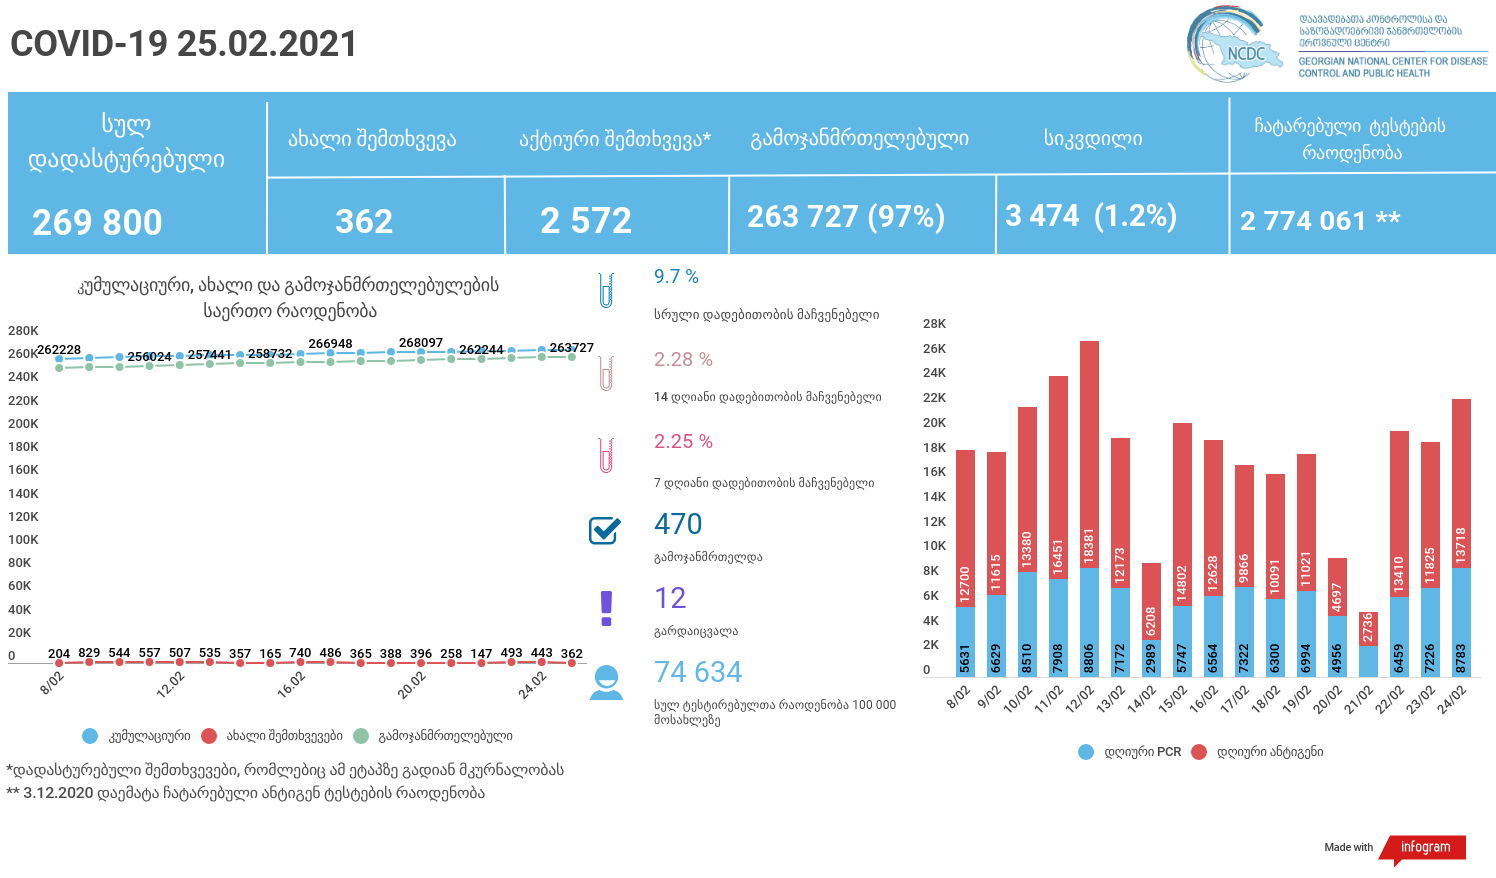 COVID-19 25.02.2021
დაავადებათა კონტროლისა და
საზოგადოებრივი ჯანმრთელობის
ეროვნული ცენტრი
NCDC
GEORGIAN NATIONAL CENTER FOR DISEASE
CONTROL AND PUBLIC HEALTH
სულ
დადასტურებული
269 800
ახალი შემთხვევა
362
აქტიური შემთხვევა*
2 572
გამოჯანმრთელებული
263 727 (97%)
სიკვდილი
3 474 (1.2%)
ჩატარებული ტესტების
რაოდენობა
2 774 061 **
კუმულაციური, ახალი და გამოჯანმრთელებულების
საერთო რაოდენობა
280K
260K
240K
220K
200K
180K
160K
140K
120K
100K
80K
60K
40K
20K
0
262228
256024
257441
258732
266948
268097
262244
263727
204 829 544 557 507 535 357 165 740 486 365 388 396 258 147 493 443 362
8/02 12.02 16.02 20.02 24.02
კუმულაციური ახალი შემთხვევები გამოჯანმრთელებული
*დადასტურებული შემთხვევები, რომლებიც ამ ეტაპზე გადიან მკურნალობას
** 3.12.2020 დაემატა ჩატარებული ანტიგენ ტესტების რაოდენობა
9.7 %
სრული დადებითობის მაჩვენებელი
2.28 %
14 დღიანი დადებითობის მაჩვენებელი
2.25 %
7 დღიანი დადებითობის მაჩვენებელი
470
გამოჯანმრთელდა
12
გარდაიცვალა
74 634
სულ ტესტირებულთა რაოდენობა 100 000
მოსახლეზე
28K
26K
24K
22K
20K
18K
16K
14K
12K
10K
8K
6K
4K
2K
0
12700 11615 13380 16451 18381 12173 6208 14802 12628 9866 10091 11021 4697 2736 13410 11825 13718
5631 6629 8510 7908 8806 7172 2989 5747 6564 7322 6300 6994 4956 6459 7226 8783
8/02 9/02 10/02 11/02 12/02 13/02 14/02 15/02 16/02 17/02 18/02 19/02 20/02 21/02 22/02 23/02 24/02
დღიური PCR დღიური ანტიგენი
Made with infogram